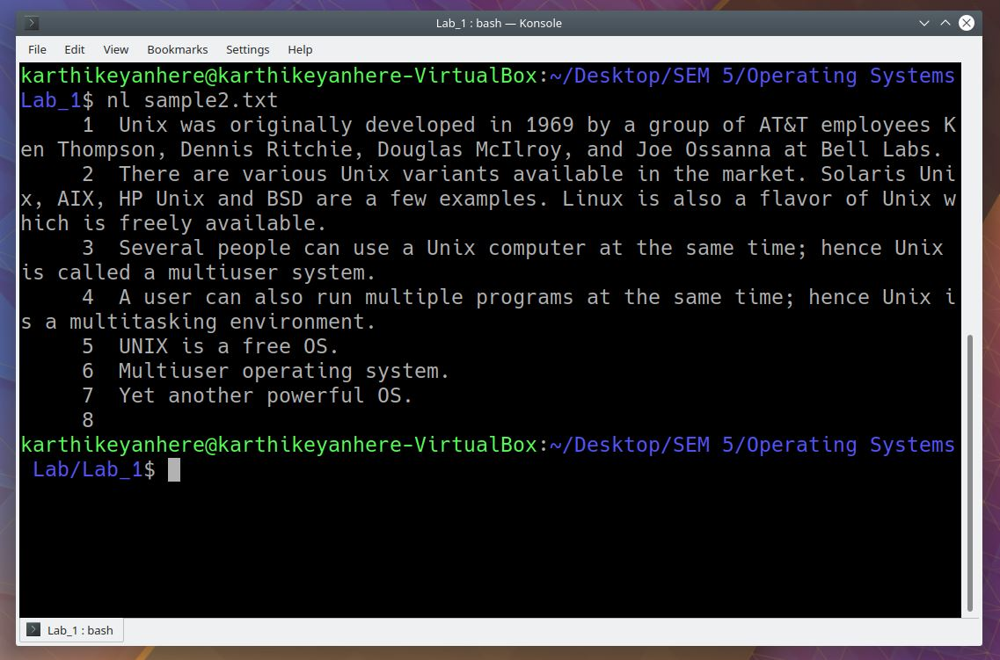 Lab_1 : bash — Konsole
File Edit View Bookmarks Settings Help
karthikeyanhere@karthikeyanhere-VirtualBox:~/Desktop/SEM 5/Operating Systems
Lab_1$ nl sample2.txt
     1  Unix was originally developed in 1969 by a group of AT&T employees K
en Thompson, Dennis Ritchie, Douglas McIlroy, and Joe Ossanna at Bell Labs.
     2  There are various Unix variants available in the market. Solaris Uni
x, AIX, HP Unix and BSD are a few examples. Linux is also a flavor of Unix w
hich is freely available.
     3  Several people can use a Unix computer at the same time; hence Unix
is called a multiuser system.
     4  A user can also run multiple programs at the same time; hence Unix i
s a multitasking environment.
     5  UNIX is a free OS.
     6  Multiuser operating system.
     7  Yet another powerful OS.
     8
karthikeyanhere@karthikeyanhere-VirtualBox:~/Desktop/SEM 5/Operating Systems
 Lab/Lab_1$
Lab_1 : bash